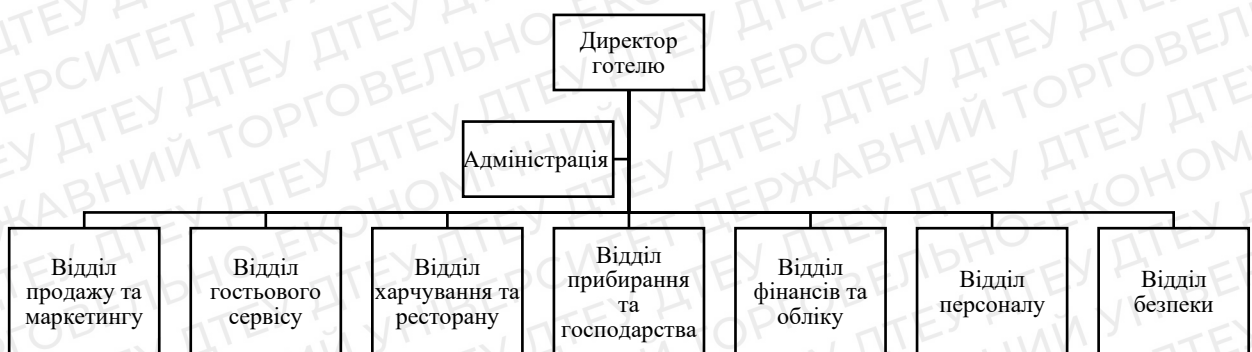 Директор
готелю
Адміністрація
Відділ
продажу та
маркетингу
Відділ
гостьового
сервісу
Відділ
харчування та
ресторану
Відділ
прибирання
та
господарства
Відділ
фінансів та
обліку
Відділ
персоналу
Відділ
безпеки